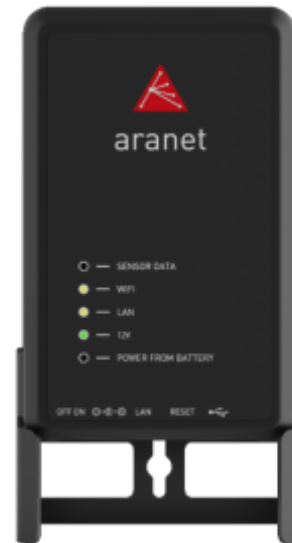 aranet
SENSOR DATA
WIFI
LAN
12V
POWER FROM BATTERY
OFF ON LAN RESET